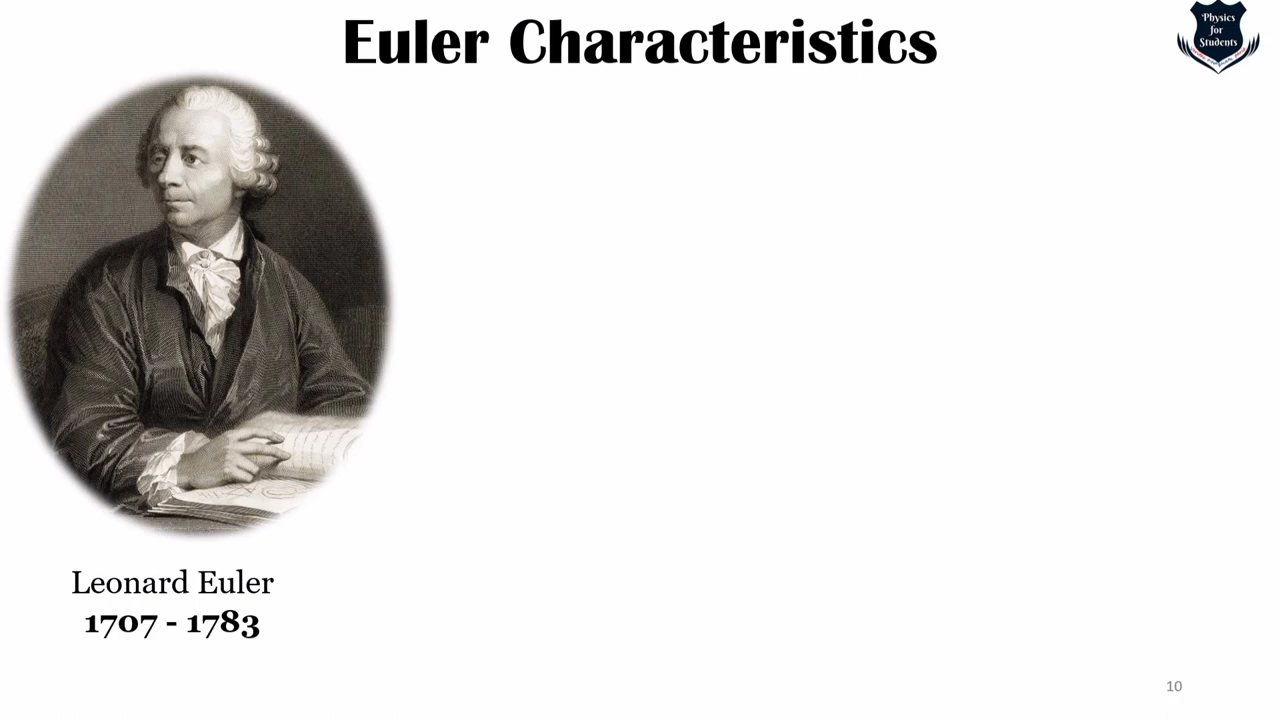 Euler Characteristics
Physics
for
Students
Leonard Euler
1707 - 1783
10